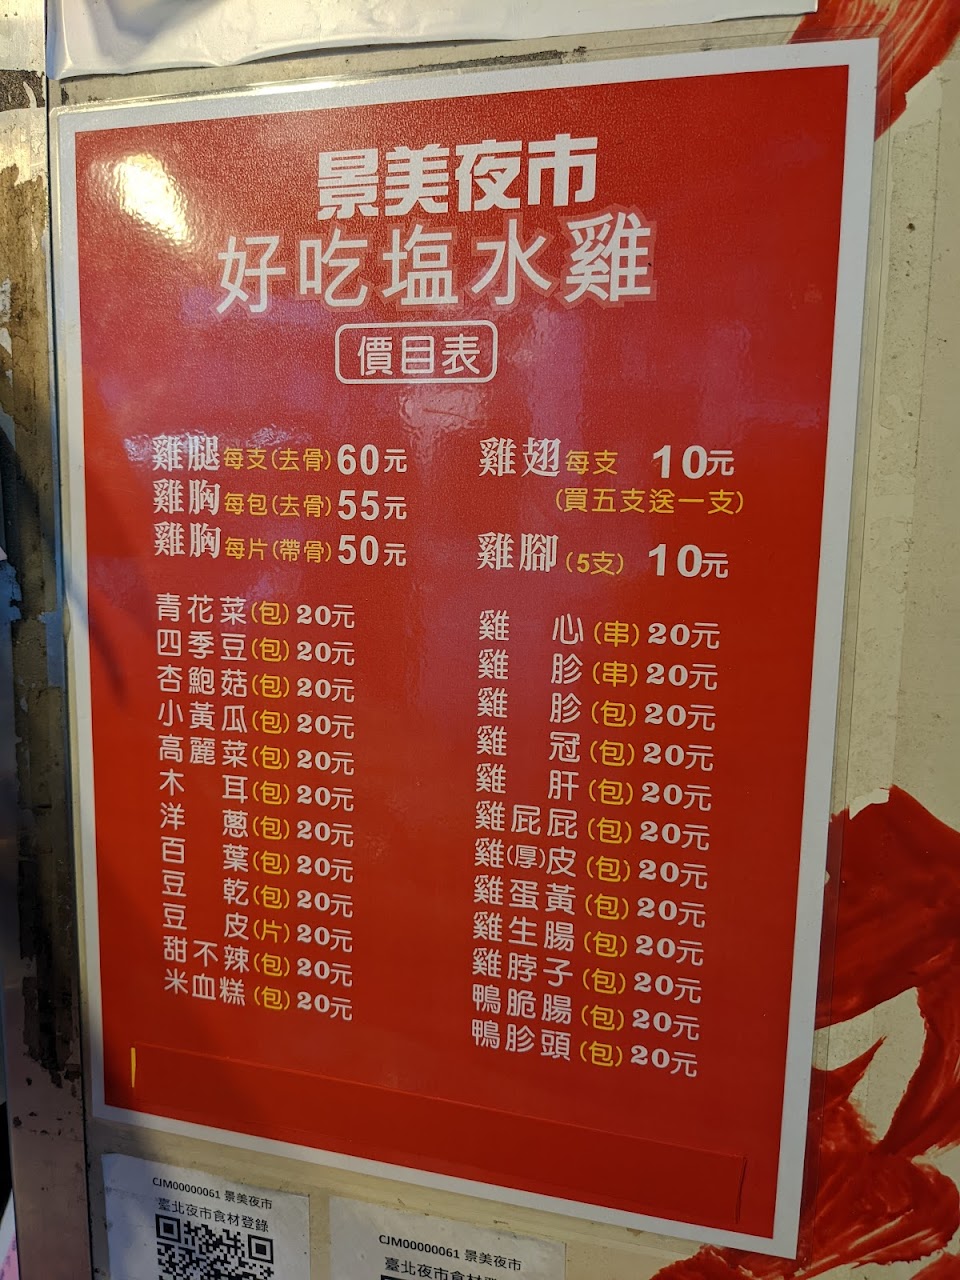 景美夜市
好吃塩水雞
價目表
雞腿每支(去骨)60元
雞胸每包(去骨)55元
雞胸每片(帶骨)50元
青花菜(包)20元
四季豆(包)20元
杏鮑菇(包)20元
小黃瓜(包)20元
高麗菜(包)20元
木耳(包)20元
洋蔥(包)20元
百葉(包)20元
豆乾(包)20元
豆皮(片)20元
甜不辣(包)20元
米血糕(包)20元
雞翅每支 10元
(買五支送一支)
雞腳(5支) 10元
雞心(串)20元
雞胗(串)20元
雞胗(包)20元
雞冠(包)20元
雞肝(包)20元
雞屁屁(包)20元
雞(厚)皮(包)20元
雞蛋黃(包)20元
雞生腸(包)20元
雞脖子(包)20元
鴨脆腸(包)20元
鴨胗頭(包)20元
CJM00000061 景美夜市
臺北夜市食材登錄
CJM00000061 景美夜市
臺北夜市食材登